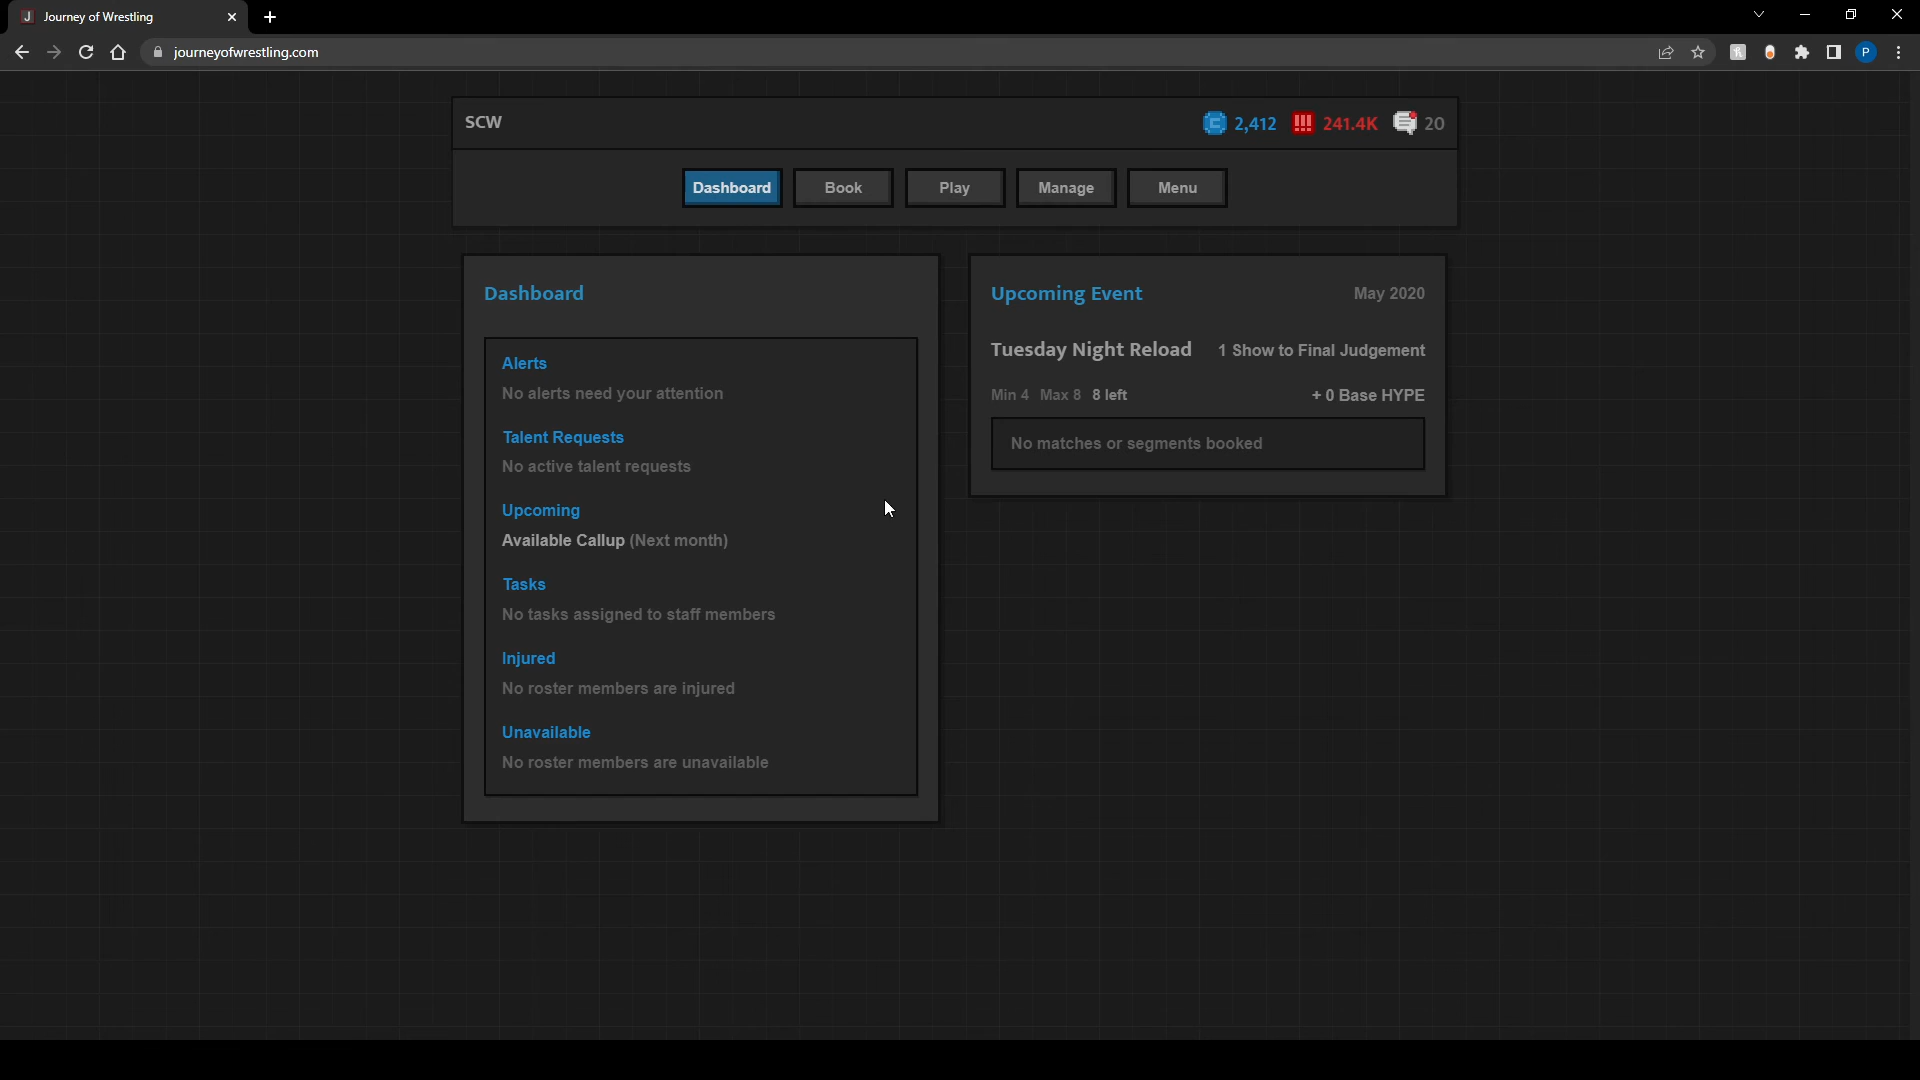 Journey of Wrestling
journeyofwrestling.com
P
SCW
2,412 241.4K 20
Dashboard Book Play Manage Menu
Dashboard
Alerts
No alerts need your attention
Talent Requests
No active talent requests
Upcoming
Available Callup (Next month)
Tasks
No tasks assigned to staff members
Injured
No roster members are injured
Unavailable
No roster members are unavailable
Upcoming Event May 2020
Tuesday Night Reload 1 Show to Final Judgement
Min 4 Max 8 8 left + 0 Base HYPE
No matches or segments booked